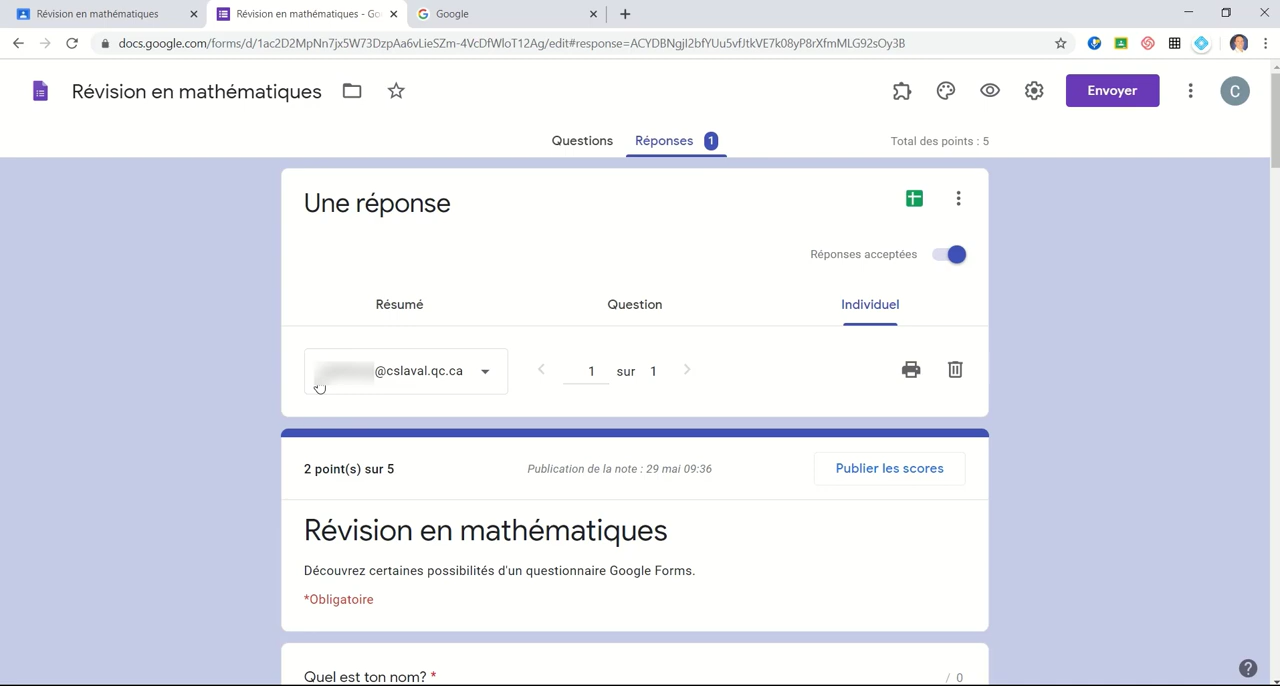 Révision en mathématiques
Révision en mathématiques - Go
Google
docs.google.com/forms/d/1ac2D2MpNn7jx5W73DzpAa6vLieSZm-4VcDfWloT12Ag/edit#response=ACYDBNgjI2bfYUu5vfJtkVE7k08yP8rXfmMLG92sOy3B
Révision en mathématiques
Envoyer
C
Questions
Réponses 1
Total des points : 5
Une réponse
Réponses acceptées
Résumé
Question
Individuel
@cslaval.qc.ca
1 sur 1
2 point(s) sur 5
Publication de la note : 29 mai 09:36
Publier les scores
Révision en mathématiques
Découvrez certaines possibilités d'un questionnaire Google Forms.
*Obligatoire
Quel est ton nom? *
/ 0